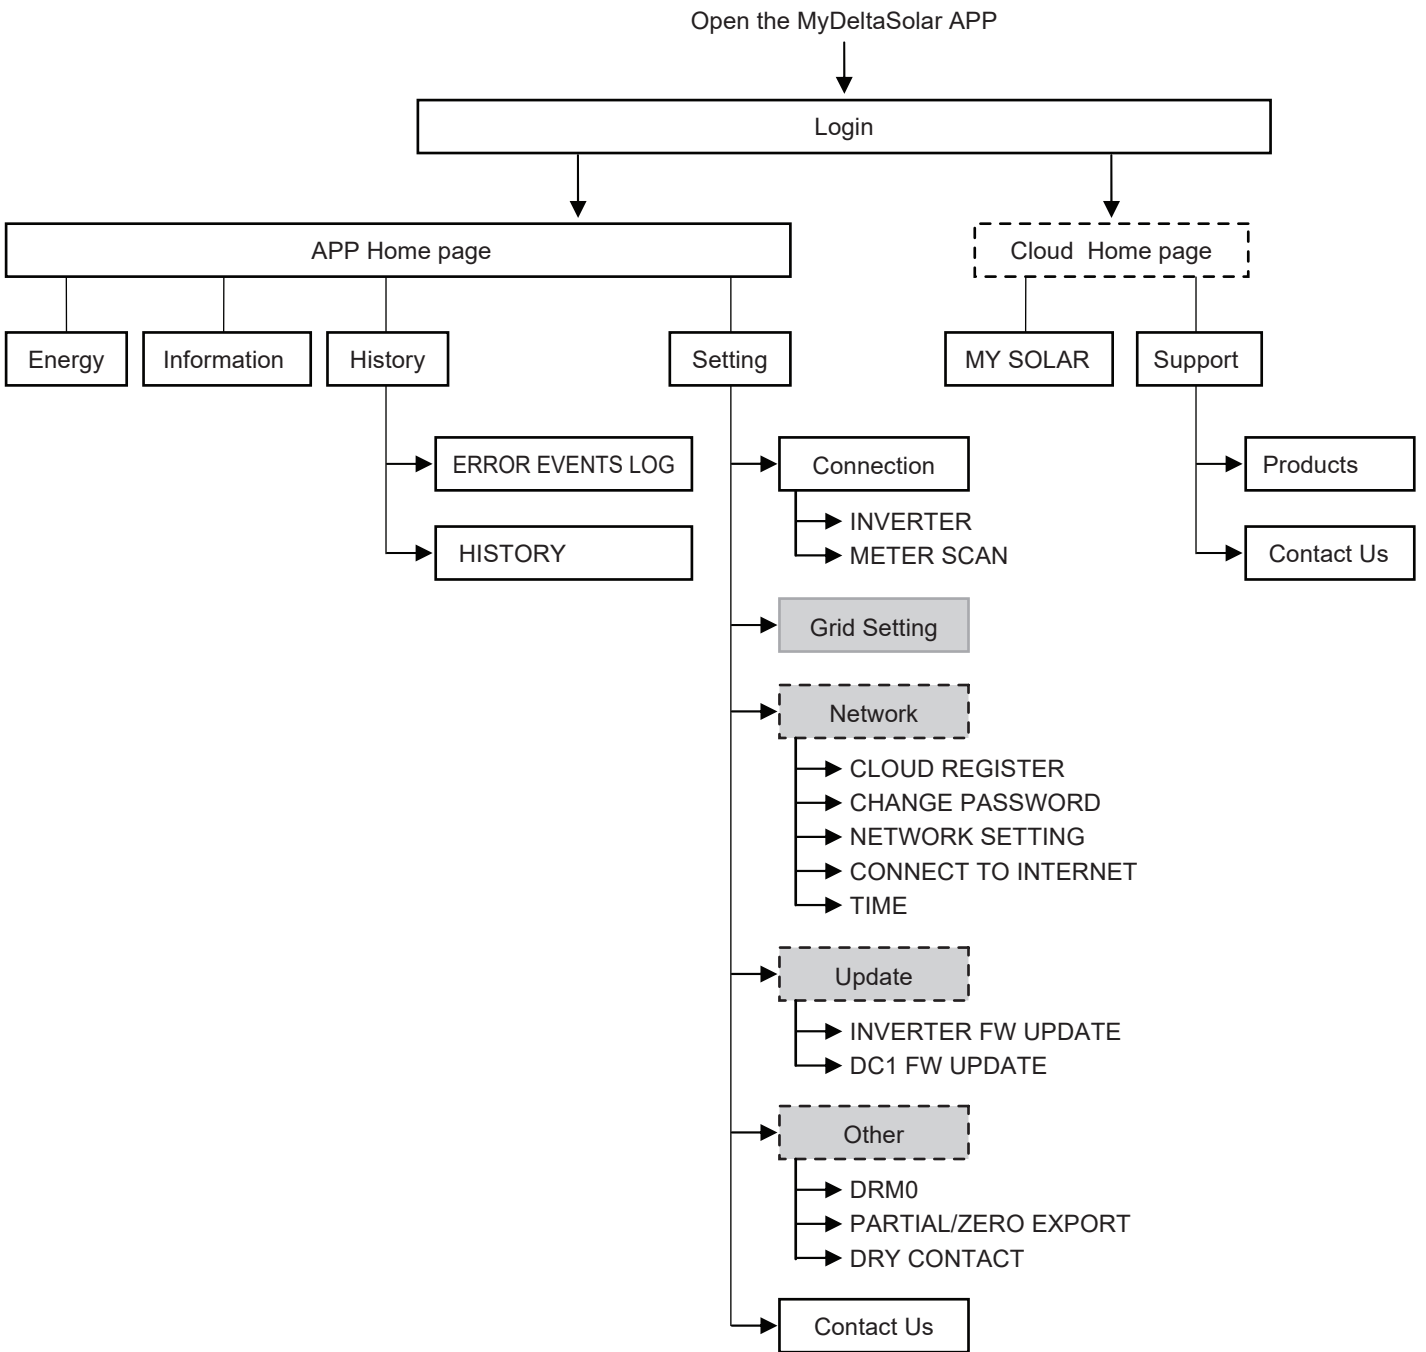 Open the MyDeltaSolar APP
Login
APP Home page
Cloud Home page
Energy
Information
History
Setting
MY SOLAR
Support
ERROR EVENTS LOG
HISTORY
Connection
INVERTER
METER SCAN
Grid Setting
Network
CLOUD REGISTER
CHANGE PASSWORD
NETWORK SETTING
CONNECT TO INTERNET
TIME
Update
INVERTER FW UPDATE
DC1 FW UPDATE
Other
DRM0
PARTIAL/ZERO EXPORT
DRY CONTACT
Contact Us
Products
Contact Us